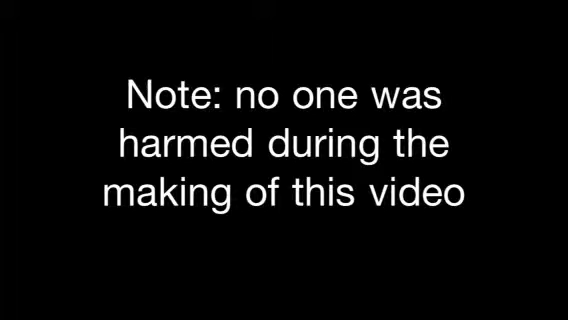 Note: no one was
harmed during the
making of this video